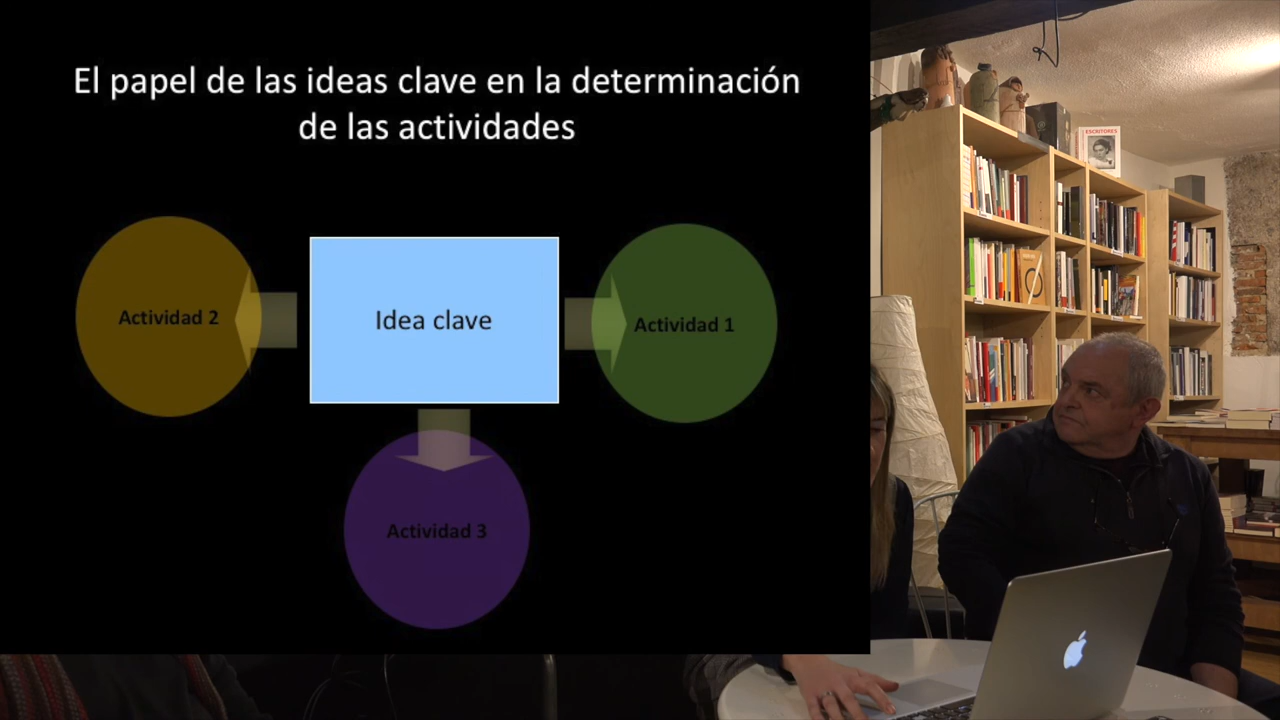 El papel de las ideas clave en la determinación
de las actividades
Actividad 2
Idea clave
Actividad 1
Actividad 3
ESCRITORES